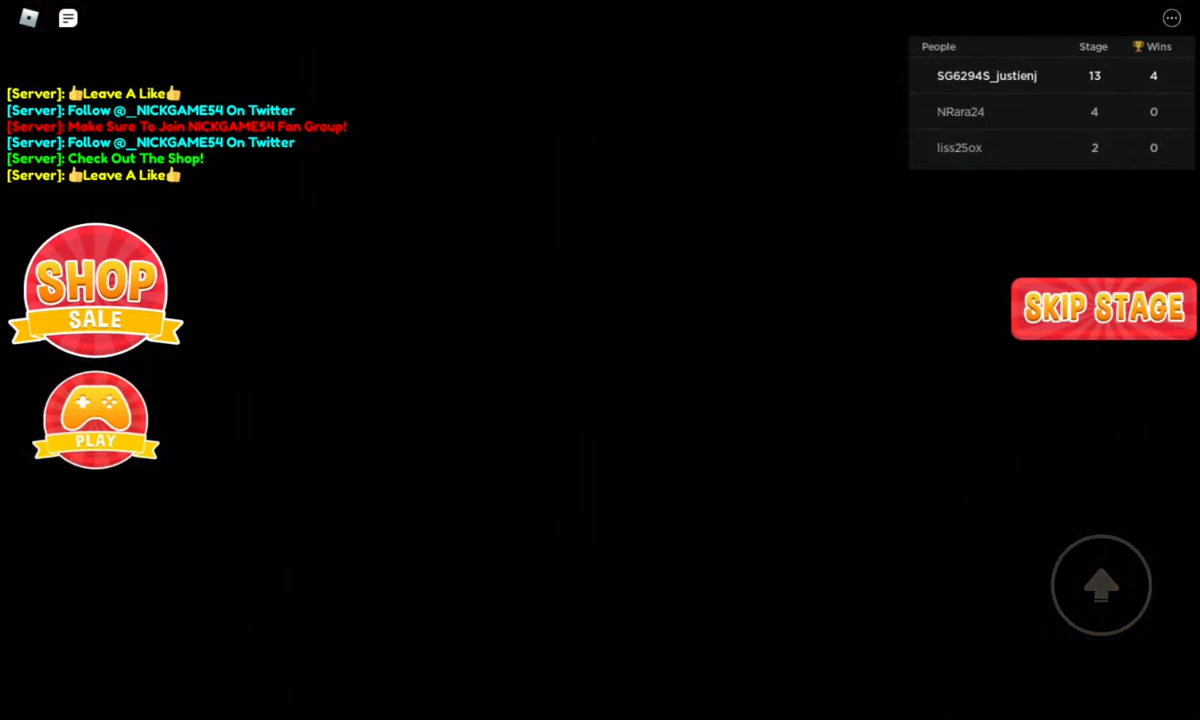 [Server]: 👍Leave A Like👍
[Server]: Follow @_NICKGAME54 On Twitter
[Server]: Make Sure To Join NICKGAME54 Fan Group!
[Server]: Follow @_NICKGAME54 On Twitter
[Server]: Check Out The Shop!
[Server]: 👍Leave A Like👍
People Stage 🏆Wins
SG6294S_justienj 13 4
NRara24 4 0
liss25ox 2 0
SHOP
SALE
PLAY
SKIP STAGE